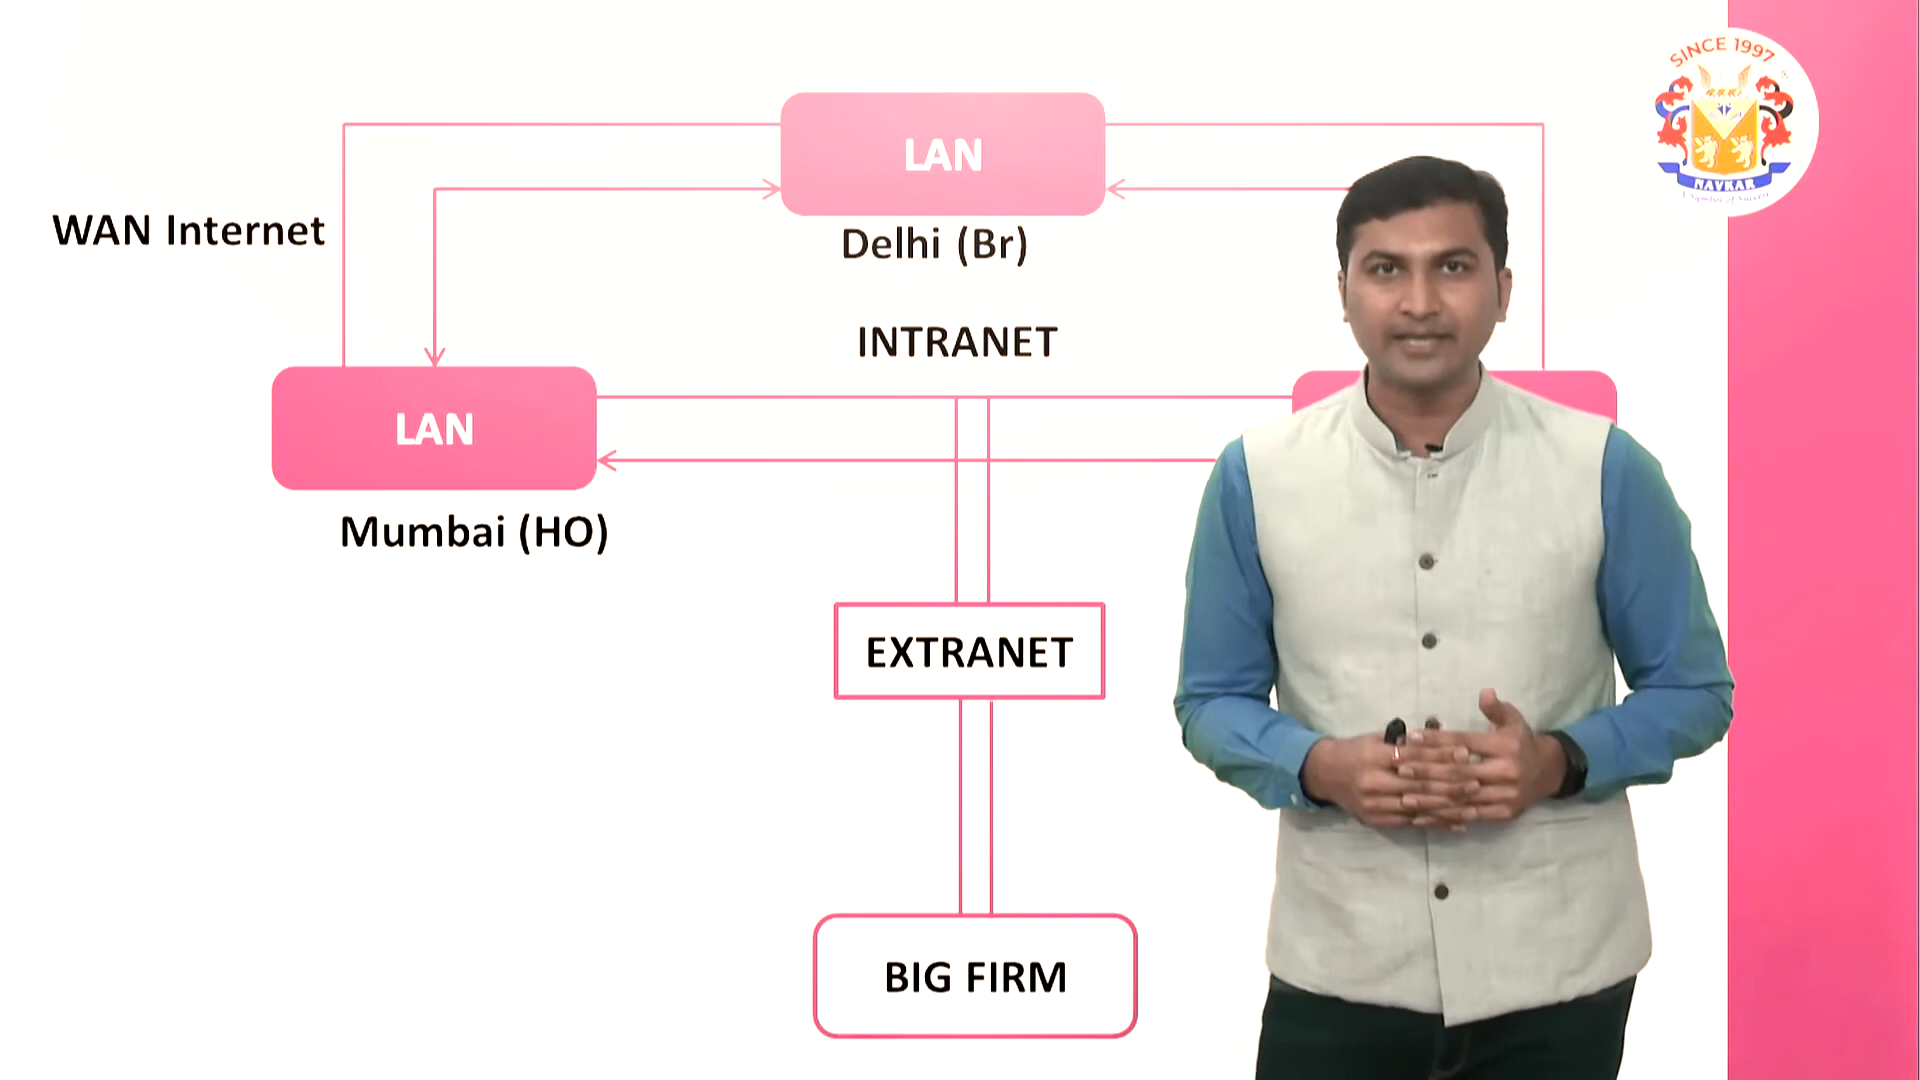 SINCE 1997
LAN
WAN Internet
Delhi (Br)
NAVKAR
INTRANET
LAN
Mumbai (HO)
EXTRANET
BIG FIRM